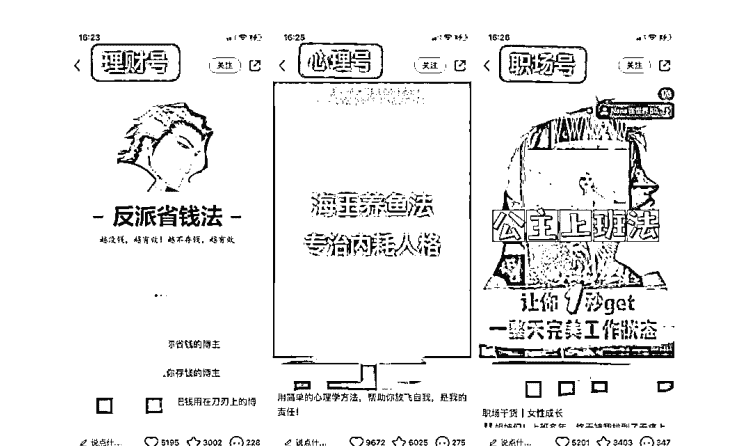 16:23
理财号
关注
- 反派省钱法 -
越没钱，越有效！越不存钱，越有效
省钱的博主
你存钱的博主
把钱用在刀刃上的博
说点什...
5195
3002
228
16:25
心理号
关注
海王养鱼法
专治内耗人格
用简单的心理学方法，帮助你放飞自我，是我的
责任！
说点什...
9672
6025
275
16:26
职场号
关注
公主上班法
让你1秒get
一整天完美工作状态
职场干货｜女性成长
说点什...
5201
3403
347